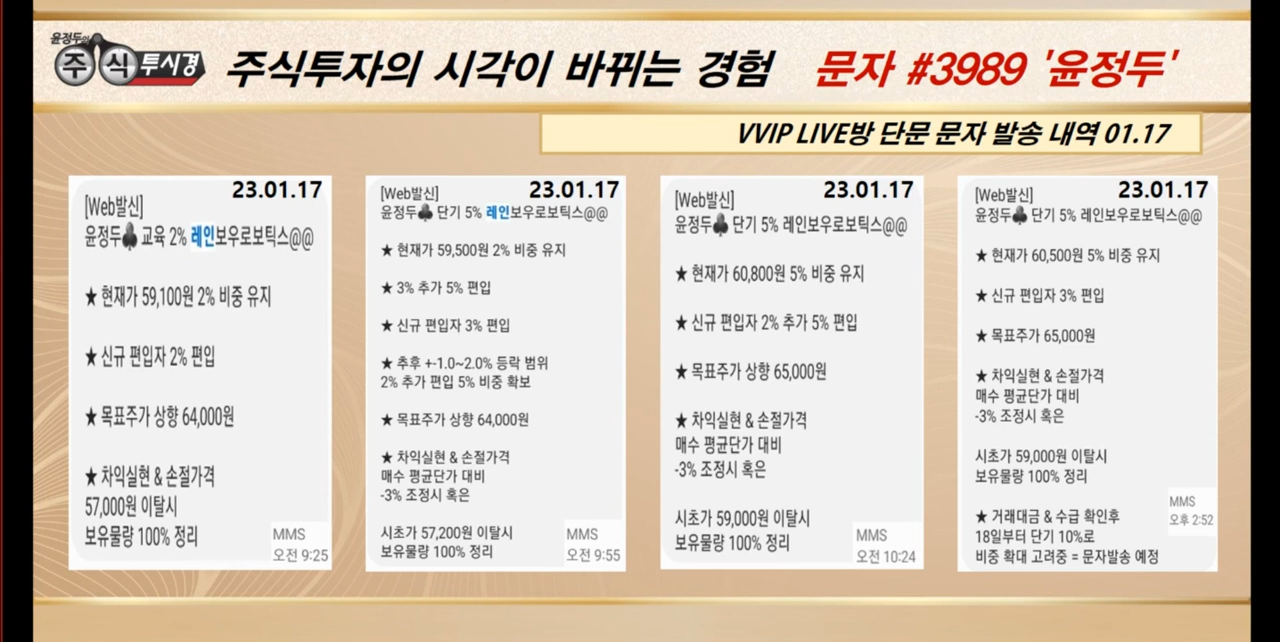 윤정두의
주식투시경
주식투자의 시각이 바뀌는 경험 문자 #3989 '윤정두'
VVIP LIVE방 단문 문자 발송 내역 01.17
23.01.17
[Web발신]
윤정두♣ 교육 2% 레인보우로보틱스@@
★ 현재가 59,100원 2% 비중 유지
★ 신규 편입자 2% 편입
★ 목표주가 상향 64,000원
★ 차익실현 & 손절가격
57,000원 이탈시
보유물량 100% 정리
MMS
오전 9:25
23.01.17
[Web발신]
윤정두♣ 단기 5% 레인보우로보틱스@@
★ 현재가 59,500원 2% 비중 유지
★ 3% 추가 5% 편입
★ 신규 편입자 3% 편입
★ 추후 +-1.0~2.0% 등락 범위
2% 추가 편입 5% 비중 확보
★ 목표주가 상향 64,000원
★ 차익실현 & 손절가격
매수 평균단가 대비
-3% 조정시 혹은
시초가 57,200원 이탈시
보유물량 100% 정리
MMS
오전 9:55
23.01.17
[Web발신]
윤정두♣ 단기 5% 레인보우로보틱스@@
★ 현재가 60,800원 5% 비중 유지
★ 신규 편입자 2% 추가 5% 편입
★ 목표주가 상향 65,000원
★ 차익실현 & 손절가격
매수 평균단가 대비
-3% 조정시 혹은
시초가 59,000원 이탈시
보유물량 100% 정리
MMS
오전 10:24
23.01.17
[Web발신]
윤정두♣ 단기 5% 레인보우로보틱스@@
★ 현재가 60,500원 5% 비중 유지
★ 신규 편입자 3% 편입
★ 목표주가 65,000원
★ 차익실현 & 손절가격
매수 평균단가 대비
-3% 조정시 혹은
시초가 59,000원 이탈시
보유물량 100% 정리
★ 거래대금 & 수급 확인후
18일부터 단기 10%로
비중 확대 고려중 = 문자발송 예정
MMS
오후 2:52